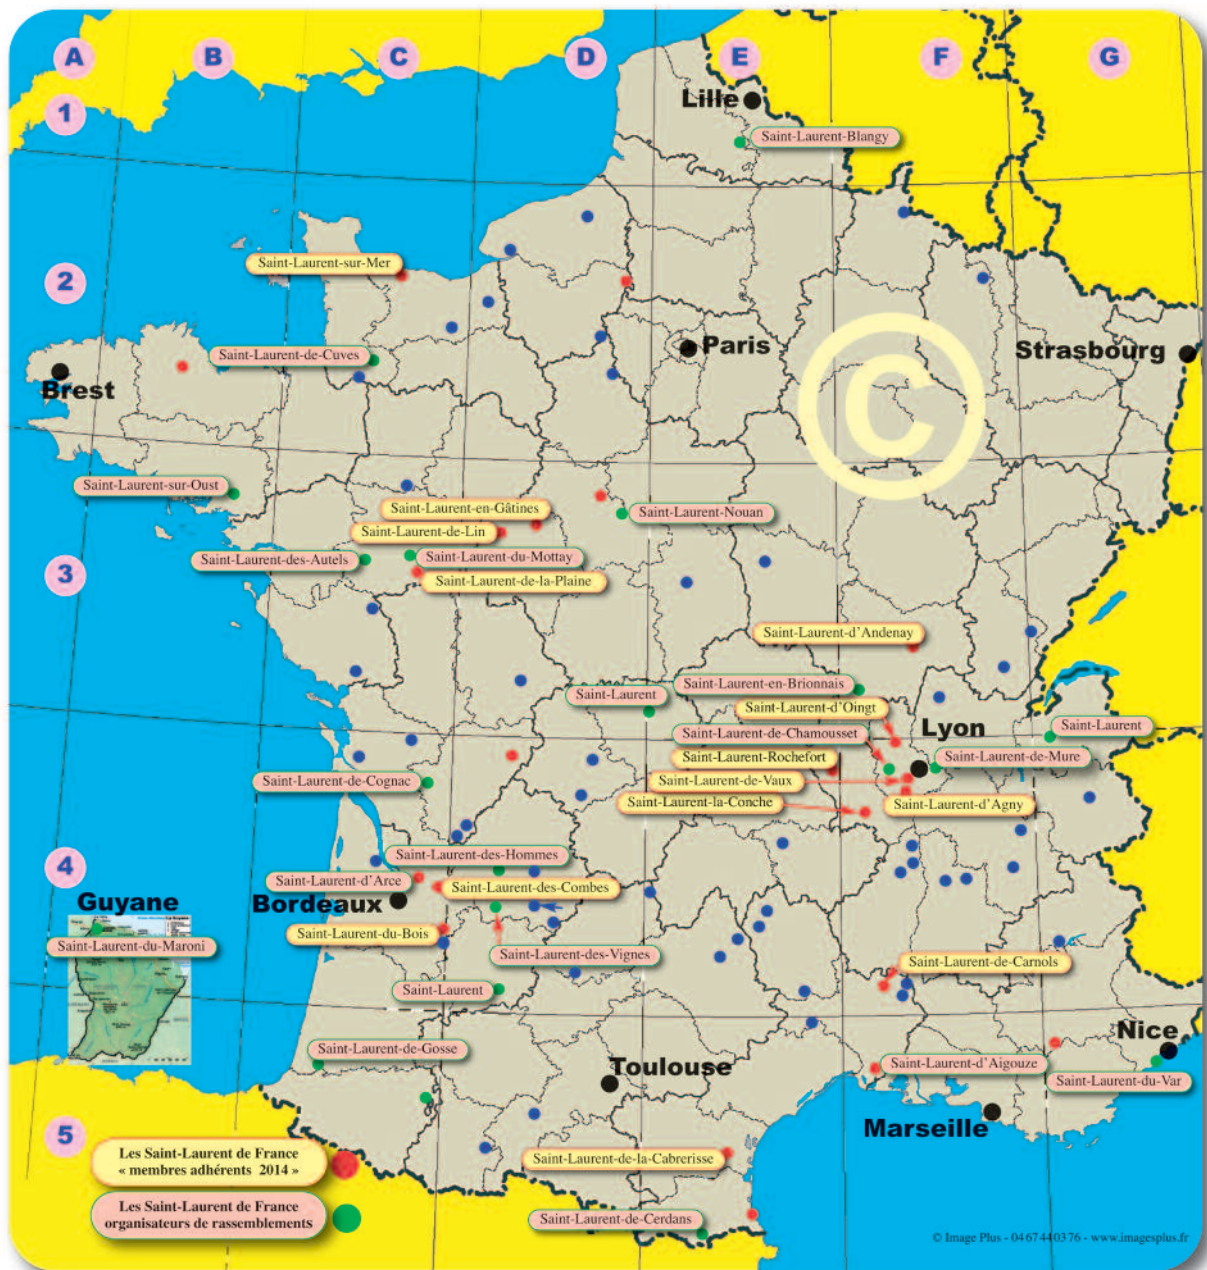 A
B
C
D
E
F
G
1
Lille
Saint-Laurent-Blangy
Saint-Laurent-sur-Mer
2
Saint-Laurent-de-Cuves
Paris
Strasbourg
Brest
C
Saint-Laurent-sur-Oust
Saint-Laurent-en-Gâtines
Saint-Laurent-Nouan
Saint-Laurent-de-Lin
Saint-Laurent-des-Autels
Saint-Laurent-du-Mottay
3
Saint-Laurent-de-la-Plaine
Saint-Laurent-d'Andenay
Saint-Laurent-en-Brionnais
Saint-Laurent
Saint-Laurent-d'Oingt
Lyon
Saint-Laurent
Saint-Laurent-de-Chamousset
Saint-Laurent-Rochefort
Saint-Laurent-de-Mure
Saint-Laurent-de-Cognac
Saint-Laurent-de-Vaux
Saint-Laurent-la-Conche
Saint-Laurent-d'Agny
Saint-Laurent-des-Hommes
4
Saint-Laurent-d'Arce
Saint-Laurent-des-Combes
Guyane
Bordeaux
Saint-Laurent-du-Bois
Saint-Laurent-du-Maroni
Saint-Laurent-des-Vignes
Saint-Laurent-de-Carnols
Saint-Laurent
Nice
Saint-Laurent-de-Gosse
Toulouse
Saint-Laurent-d'Aigouze
Saint-Laurent-du-Var
Marseille
5
Les Saint-Laurent de France
« membres adhérents 2014 »
Saint-Laurent-de-la-Cabrerisse
Les Saint-Laurent de France
organisateurs de rassemblements
Saint-Laurent-de-Cerdans
© Image Plus - 0467440376 - www.imagesplus.fr